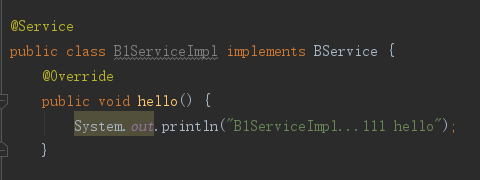 @Service
public class B1ServiceImpl implements BService {
@Override
public void hello() {
System.out.println("B1ServiceImpl...111 hello");
}